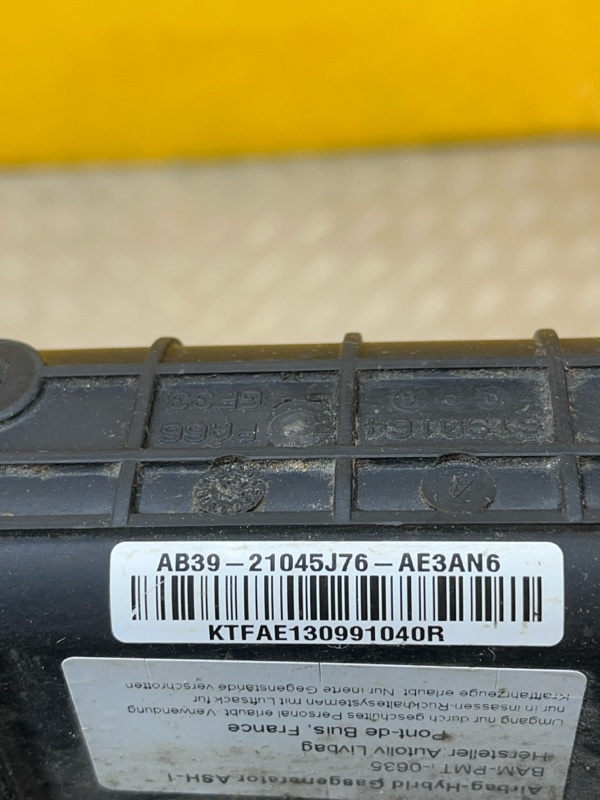 AB39-21045J76-AE3AN6
KTFAE130991040R
Airbag-Hybrid Gasgenerator ASH-1
BAM-PMT-0635
Hersteller Autoliv Livbag
Pont-de Buis, France
Umgang nur durch geschültes Personal erlaubt. Verwendung
nur in Insassen-Rückhaltesystemen mit Luftsack für
Kraftfahrzeuge erlaubt. Nur inerte Gegenstände verschrotten
PA66
GF33